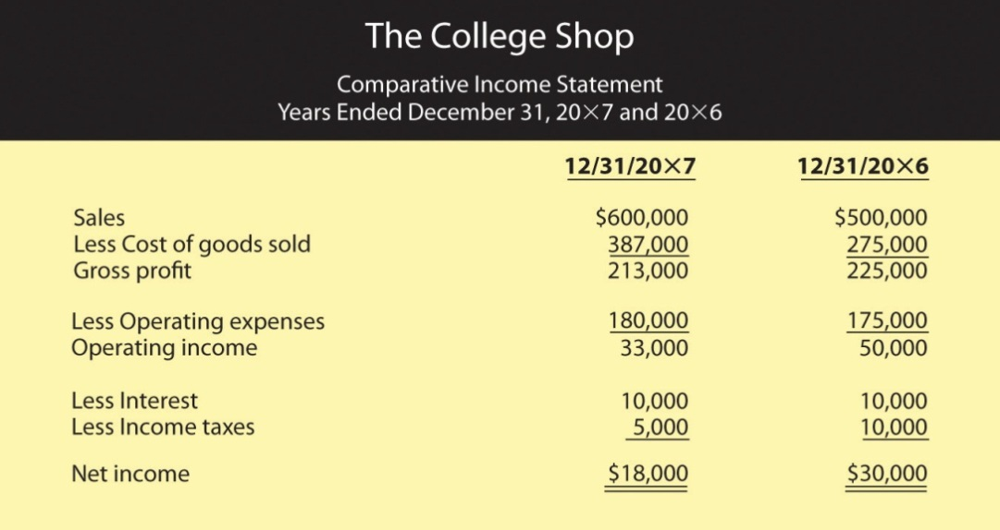 The College Shop
Comparative Income Statement
Years Ended December 31, 20×7 and 20×6
12/31/20×7 12/31/20×6
Sales $600,000 $500,000
Less Cost of goods sold 387,000 275,000
Gross profit 213,000 225,000
Less Operating expenses 180,000 175,000
Operating income 33,000 50,000
Less Interest 10,000 10,000
Less Income taxes 5,000 10,000
Net income $18,000 $30,000